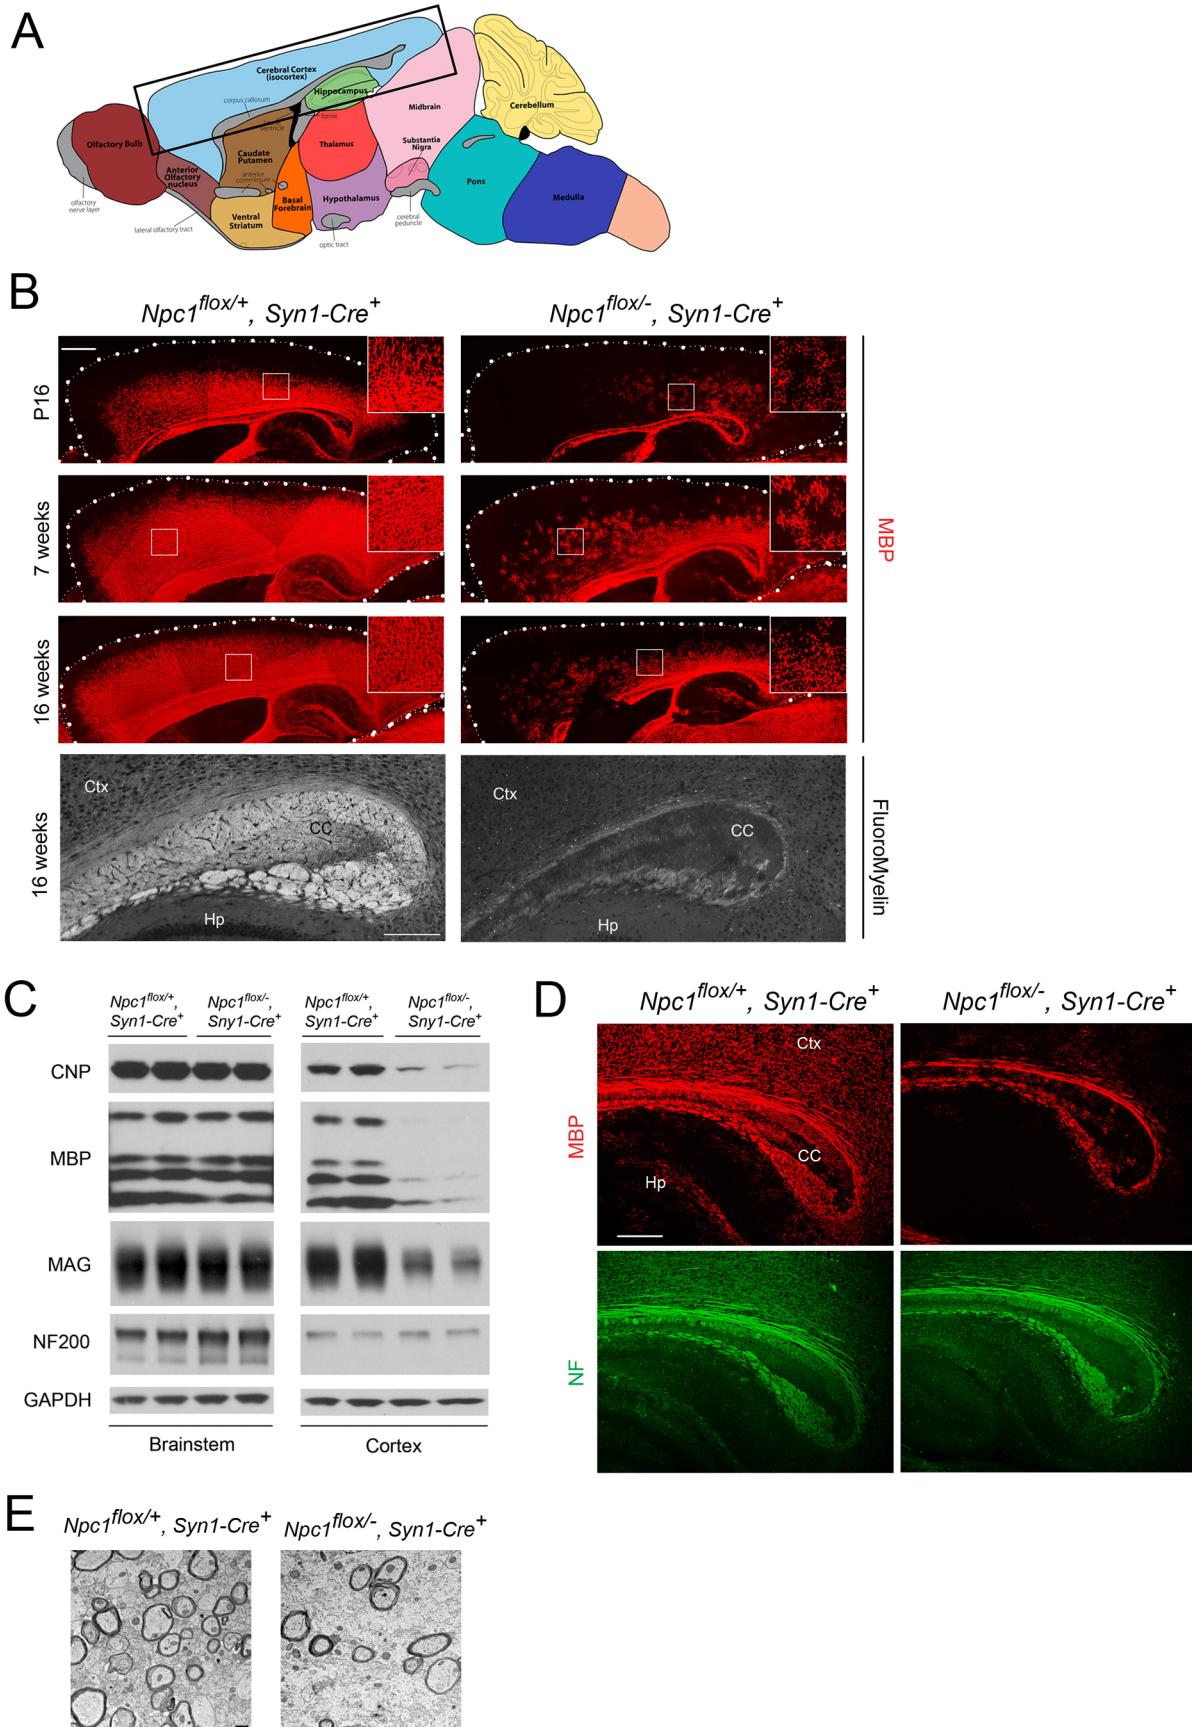 A
Cerebral Cortex
(isocortex)
corpus callosum
Hippocampus
fornix
ventricle
Midbrain
Cerebellum
Olfactory Bulb
Caudate
Putamen
Thalamus
Substantia
Nigra
Anterior
Olfactory
nucleus
anterior
commissure
Basal
Forebrain
Hypothalamus
Pons
Medulla
olfactory
nerve layer
lateral olfactory tract
Ventral
Striatum
optic tract
cerebral
peduncle
B
Npc1flox/+, Syn1-Cre+
Npc1flox/-, Syn1-Cre+
P16
7 weeks
16 weeks
MBP
16 weeks
Ctx
CC
Hp
Ctx
CC
Hp
FluoroMyelin
C
Npc1flox/+,
Syn1-Cre+
Npc1flox/-,
Sny1-Cre+
Npc1flox/+,
Syn1-Cre+
Npc1flox/-,
Sny1-Cre+
CNP
MBP
MAG
NF200
GAPDH
Brainstem
Cortex
D
Npc1flox/+, Syn1-Cre+
Npc1flox/-, Syn1-Cre+
MBP
Ctx
CC
Hp
NF
E
Npc1flox/+, Syn1-Cre+
Npc1flox/-, Syn1-Cre+